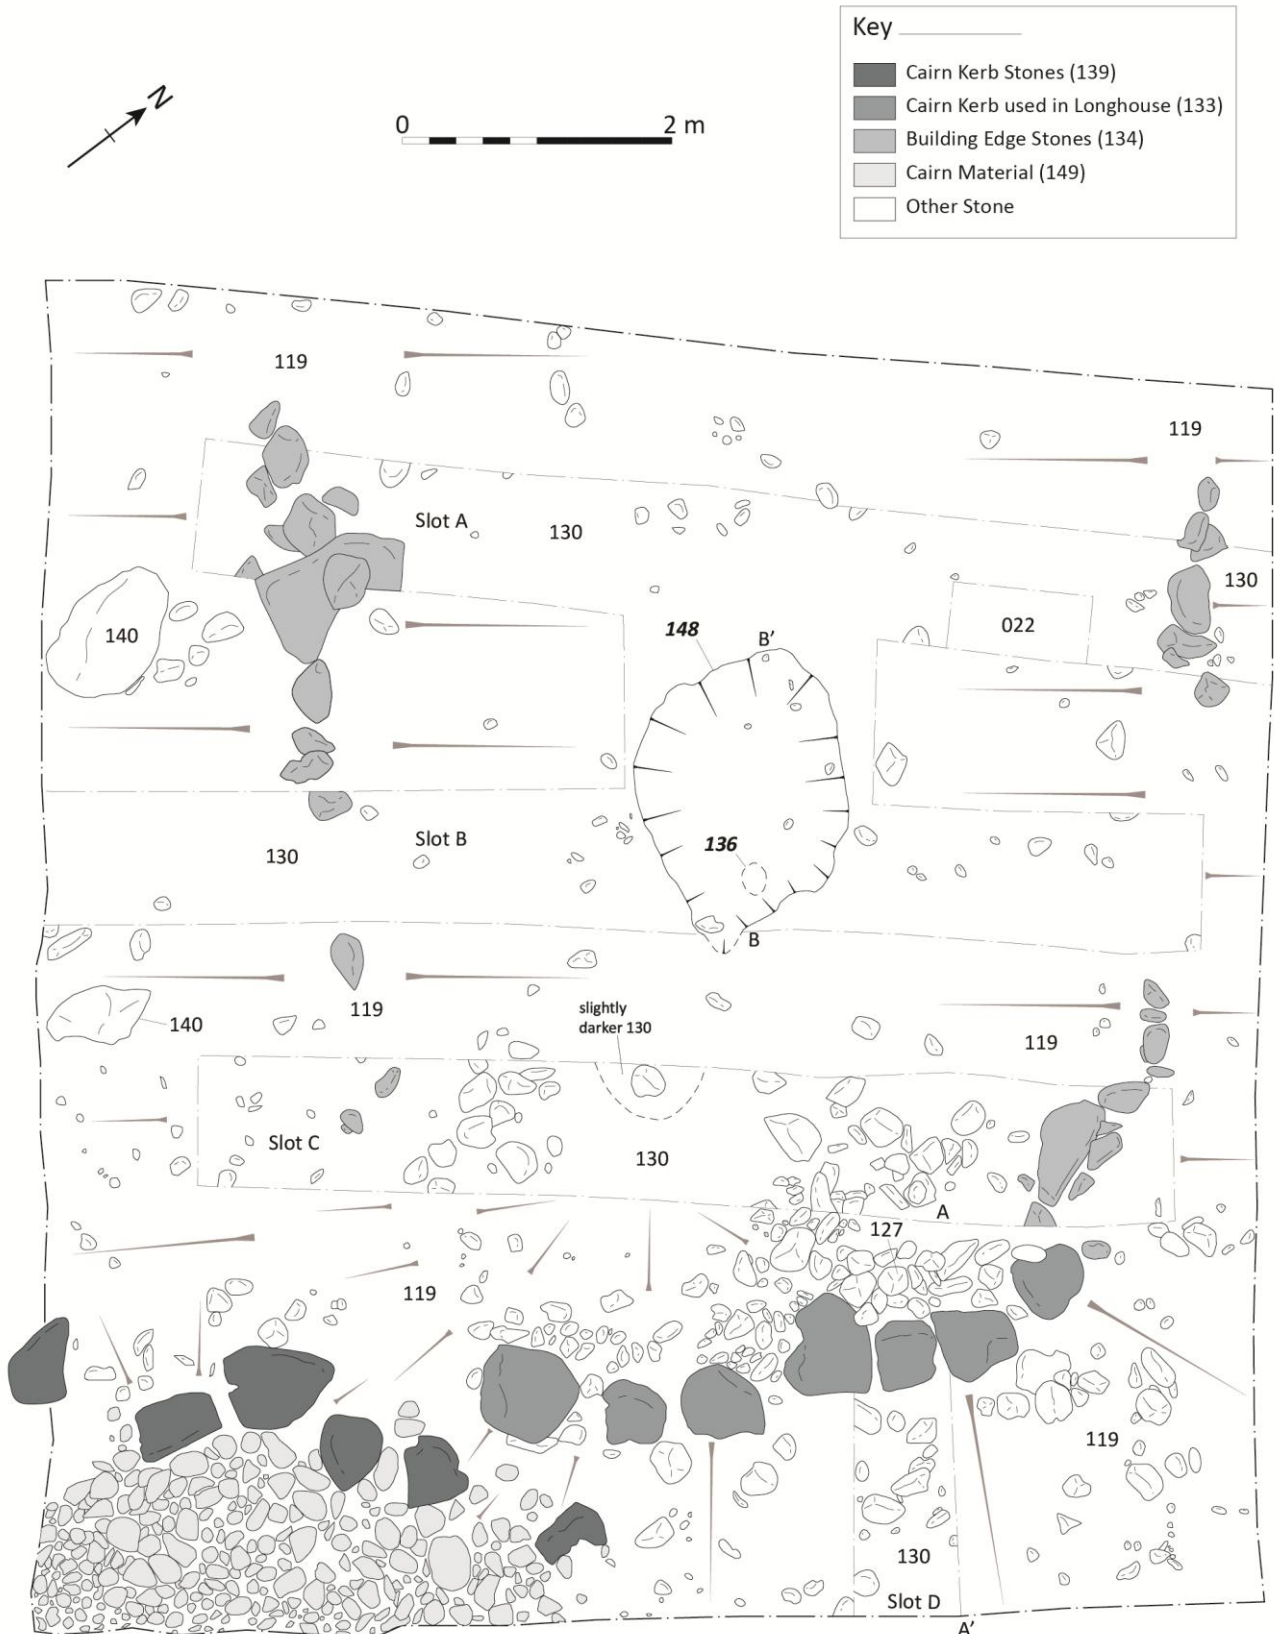 Key
Cairn Kerb Stones (139)
Cairn Kerb used in Longhouse (133)
Building Edge Stones (134)
Cairn Material (149)
Other Stone
N
0 2 m
119
119
Slot A
130
130
140
148
B’
022
136
130
Slot B
B
140
119
slightly
darker 130
119
Slot C
130
A
127
119
119
130
Slot D
A’